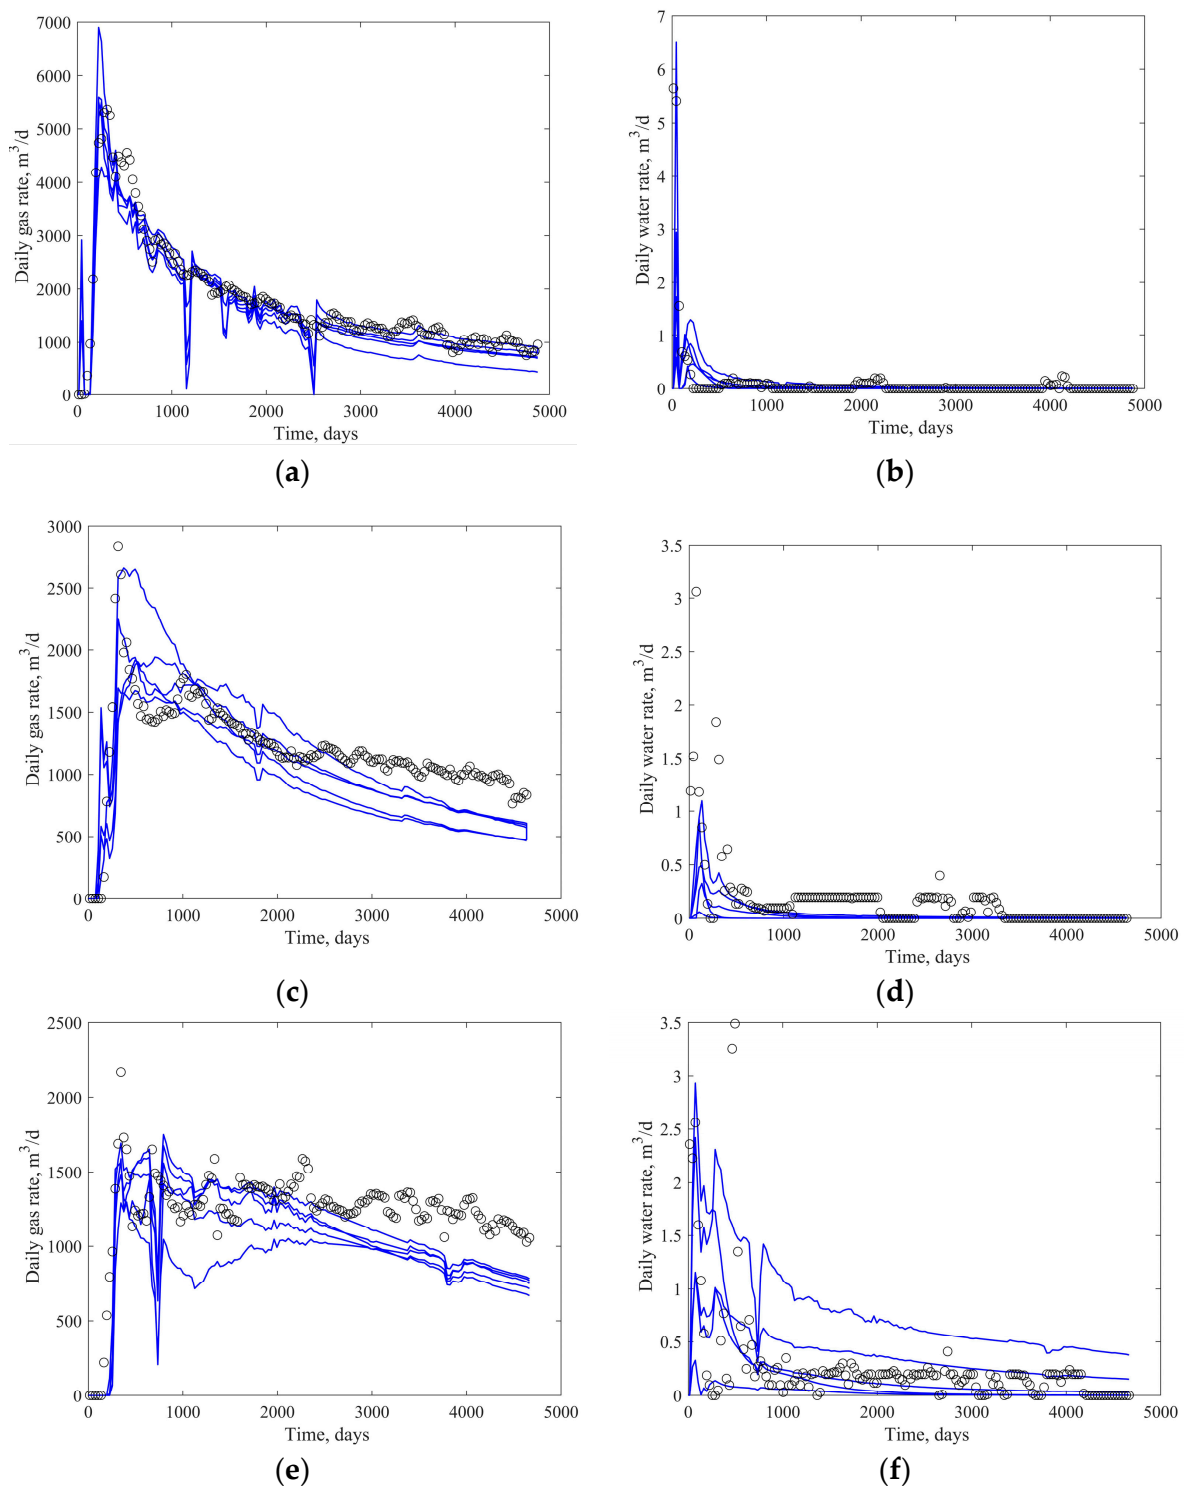 7000
6000
5000
4000
3000
2000
1000
0
Daily gas rate, m³/d
0 1000 2000 3000 4000 5000
Time, days
(a)
7
6
5
4
3
2
1
0
Daily water rate, m³/d
0 1000 2000 3000 4000 5000
Time, days
(b)
3000
2500
2000
1500
1000
500
0
Daily gas rate, m³/d
0 1000 2000 3000 4000 5000
Time, days
(c)
3.5
3
2.5
2
1.5
1
0.5
0
Daily water rate, m³/d
0 1000 2000 3000 4000 5000
Time, days
(d)
2500
2000
1500
1000
500
0
Daily gas rate, m³/d
0 1000 2000 3000 4000 5000
Time, days
(e)
3.5
3
2.5
2
1.5
1
0.5
0
Daily water rate, m³/d
0 1000 2000 3000 4000 5000
Time, days
(f)